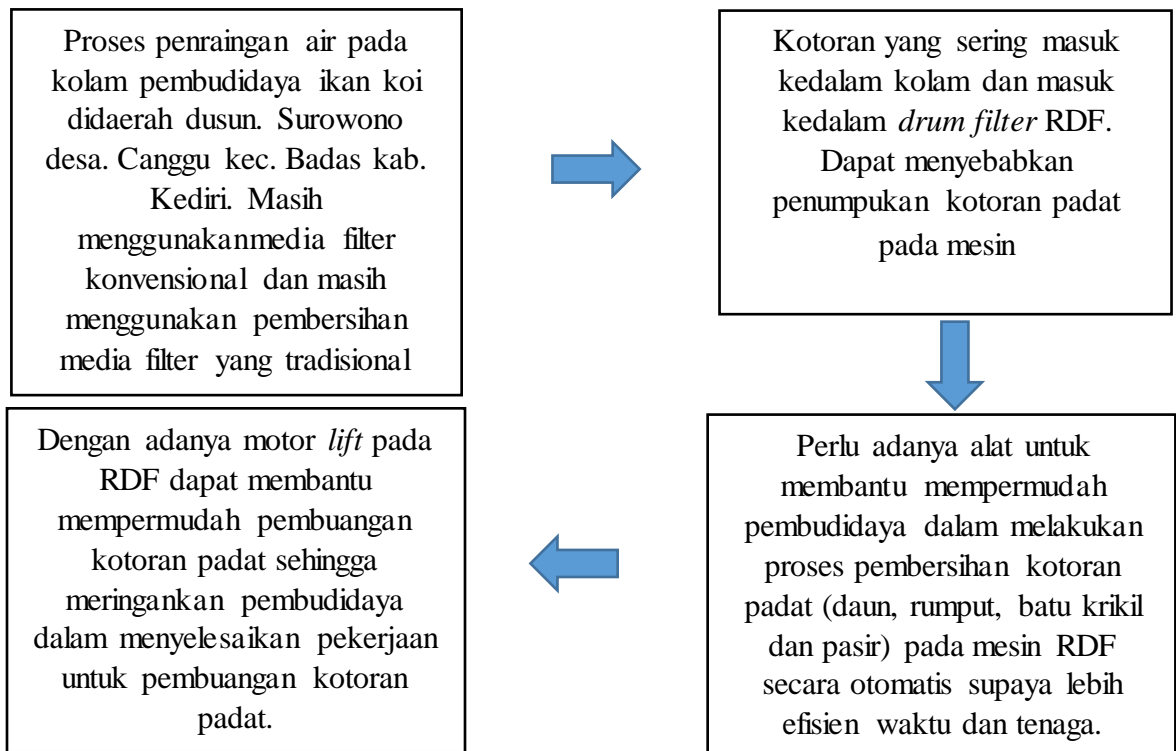 Proses penraingan air pada
kolam pembudidaya ikan koi
didaerah dusun. Surowono
desa. Canggu kec. Badas kab.
Kediri. Masih
menggunakanmedia filter
konvensional dan masih
menggunakan pembersihan
media filter yang tradisional
Kotoran yang sering masuk
kedalam kolam dan masuk
kedalam drum filter RDF.
Dapat menyebabkan
penumpukan kotoran padat
pada mesin
Perlu adanya alat untuk
membantu mempermudah
pembudidaya dalam melakukan
proses pembersihan kotoran
padat (daun, rumput, batu krikil
dan pasir) pada mesin RDF
secara otomatis supaya lebih
efisien waktu dan tenaga.
Dengan adanya motor lift pada
RDF dapat membantu
mempermudah pembuangan
kotoran padat sehingga
meringankan pembudidaya
dalam menyelesaikan pekerjaan
untuk pembuangan kotoran
padat.